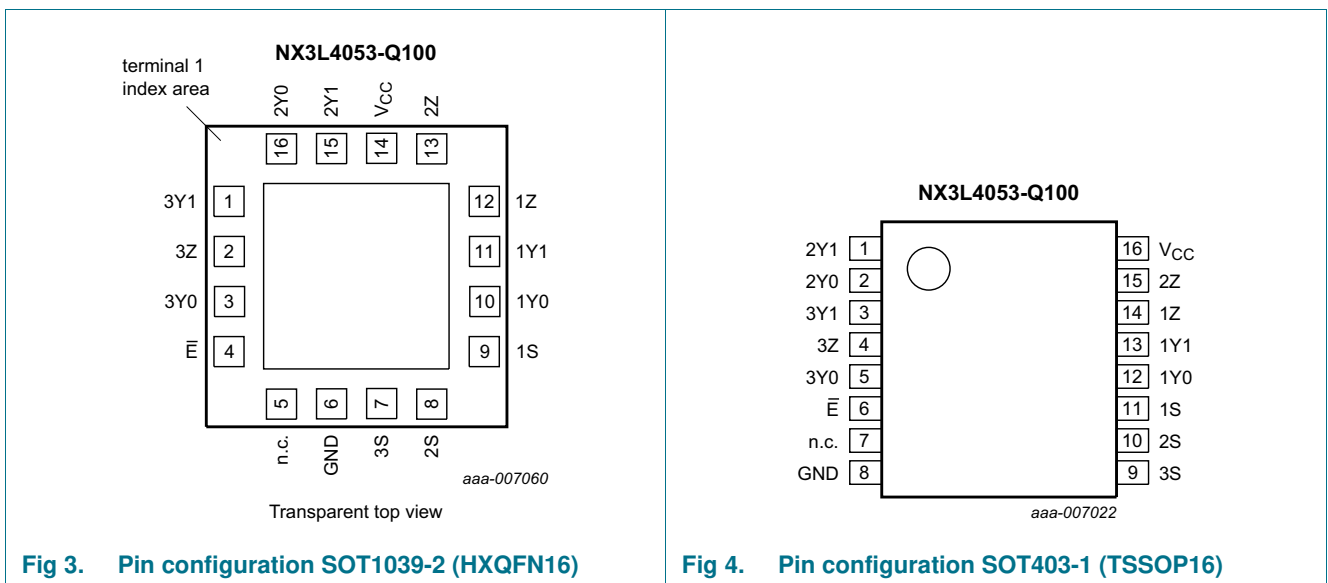 NX3L4053-Q100
terminal 1
index area
2Y0 2Y1 VCC 2Z
16 15 14 13
3Y1 1 12 1Z
3Z 2 11 1Y1
3Y0 3 10 1Y0
E̅ 4 9 1S
5 6 7 8
n.c. GND 3S 2S
aaa-007060
Transparent top view
Fig 3. Pin configuration SOT1039-2 (HXQFN16)
NX3L4053-Q100
2Y1 1 16 VCC
2Y0 2 15 2Z
3Y1 3 14 1Z
3Z 4 13 1Y1
3Y0 5 12 1Y0
E̅ 6 11 1S
n.c. 7 10 2S
GND 8 9 3S
aaa-007022
Fig 4. Pin configuration SOT403-1 (TSSOP16)